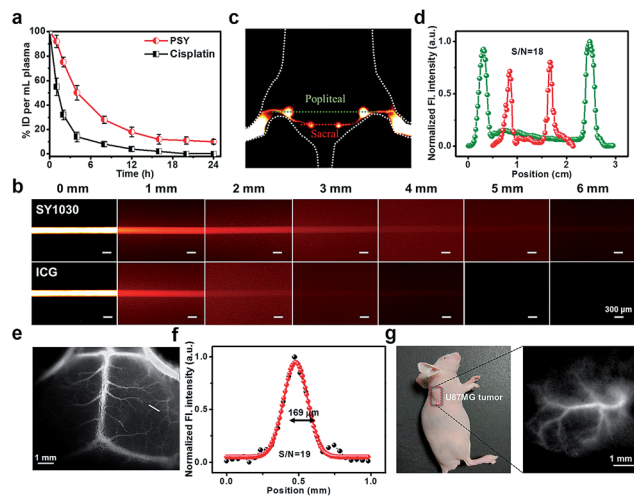 a
% ID per mL plasma
100
80
60
40
20
0
PSY
Cisplatin
0 6 12 18 24
Time (h)
c
Popliteal
Sacral
d
Normalized Fl. intensity (a.u.)
1.0
0.5
0.0
S/N=18
0 1 2 3
Position (cm)
b
0 mm 1 mm 2 mm 3 mm 4 mm 5 mm 6 mm
SY1030
ICG
300 µm
e
1 mm
f
Normalized Fl. intensity (a.u.)
1.0
0.5
0.0
169 µm
S/N=19
0.0 0.5 1.0
Position (mm)
g
U87MG tumor
1 mm